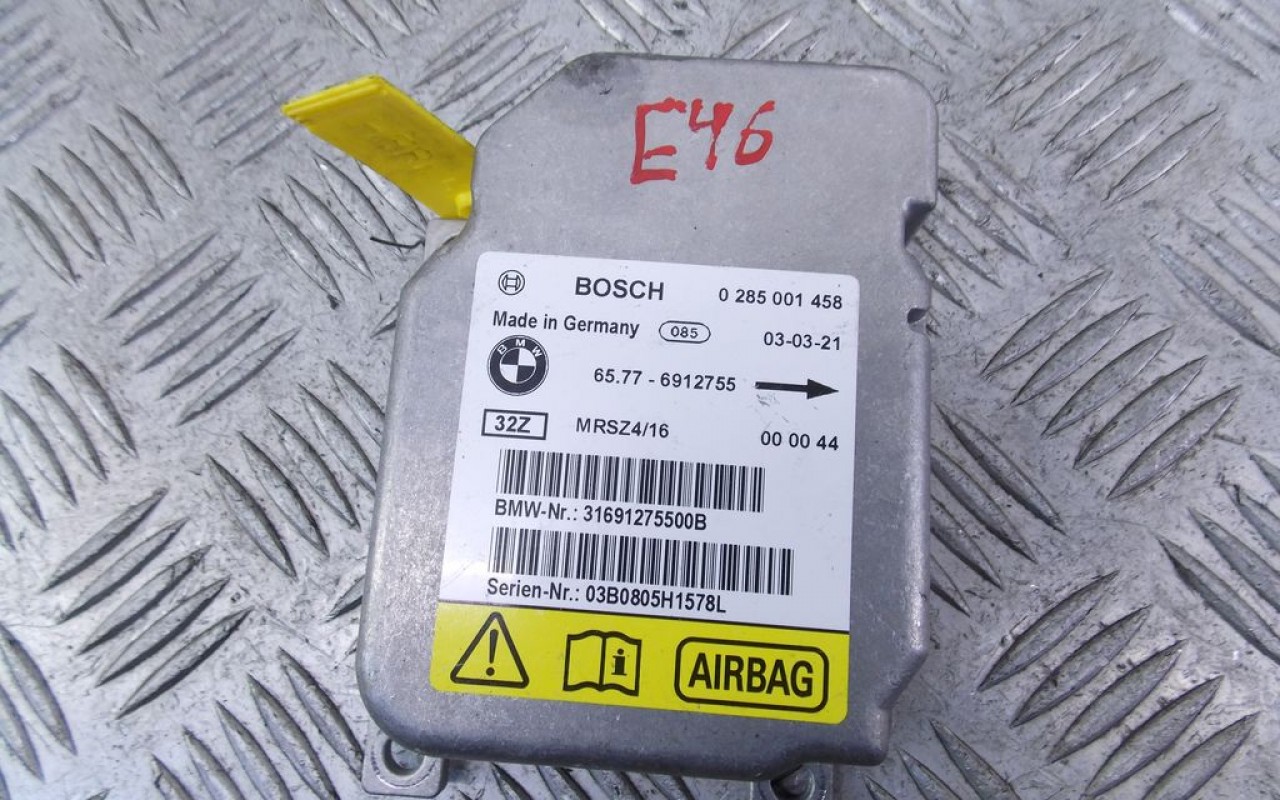 E46
BOSCH 0 285 001 458
Made in Germany 085 03-03-21
BMW
65.77 - 6912755
32Z MRSZ4/16 00 00 44
BMW-Nr.: 31691275500B
Serien-Nr.: 03B0805H1578L
AIRBAG